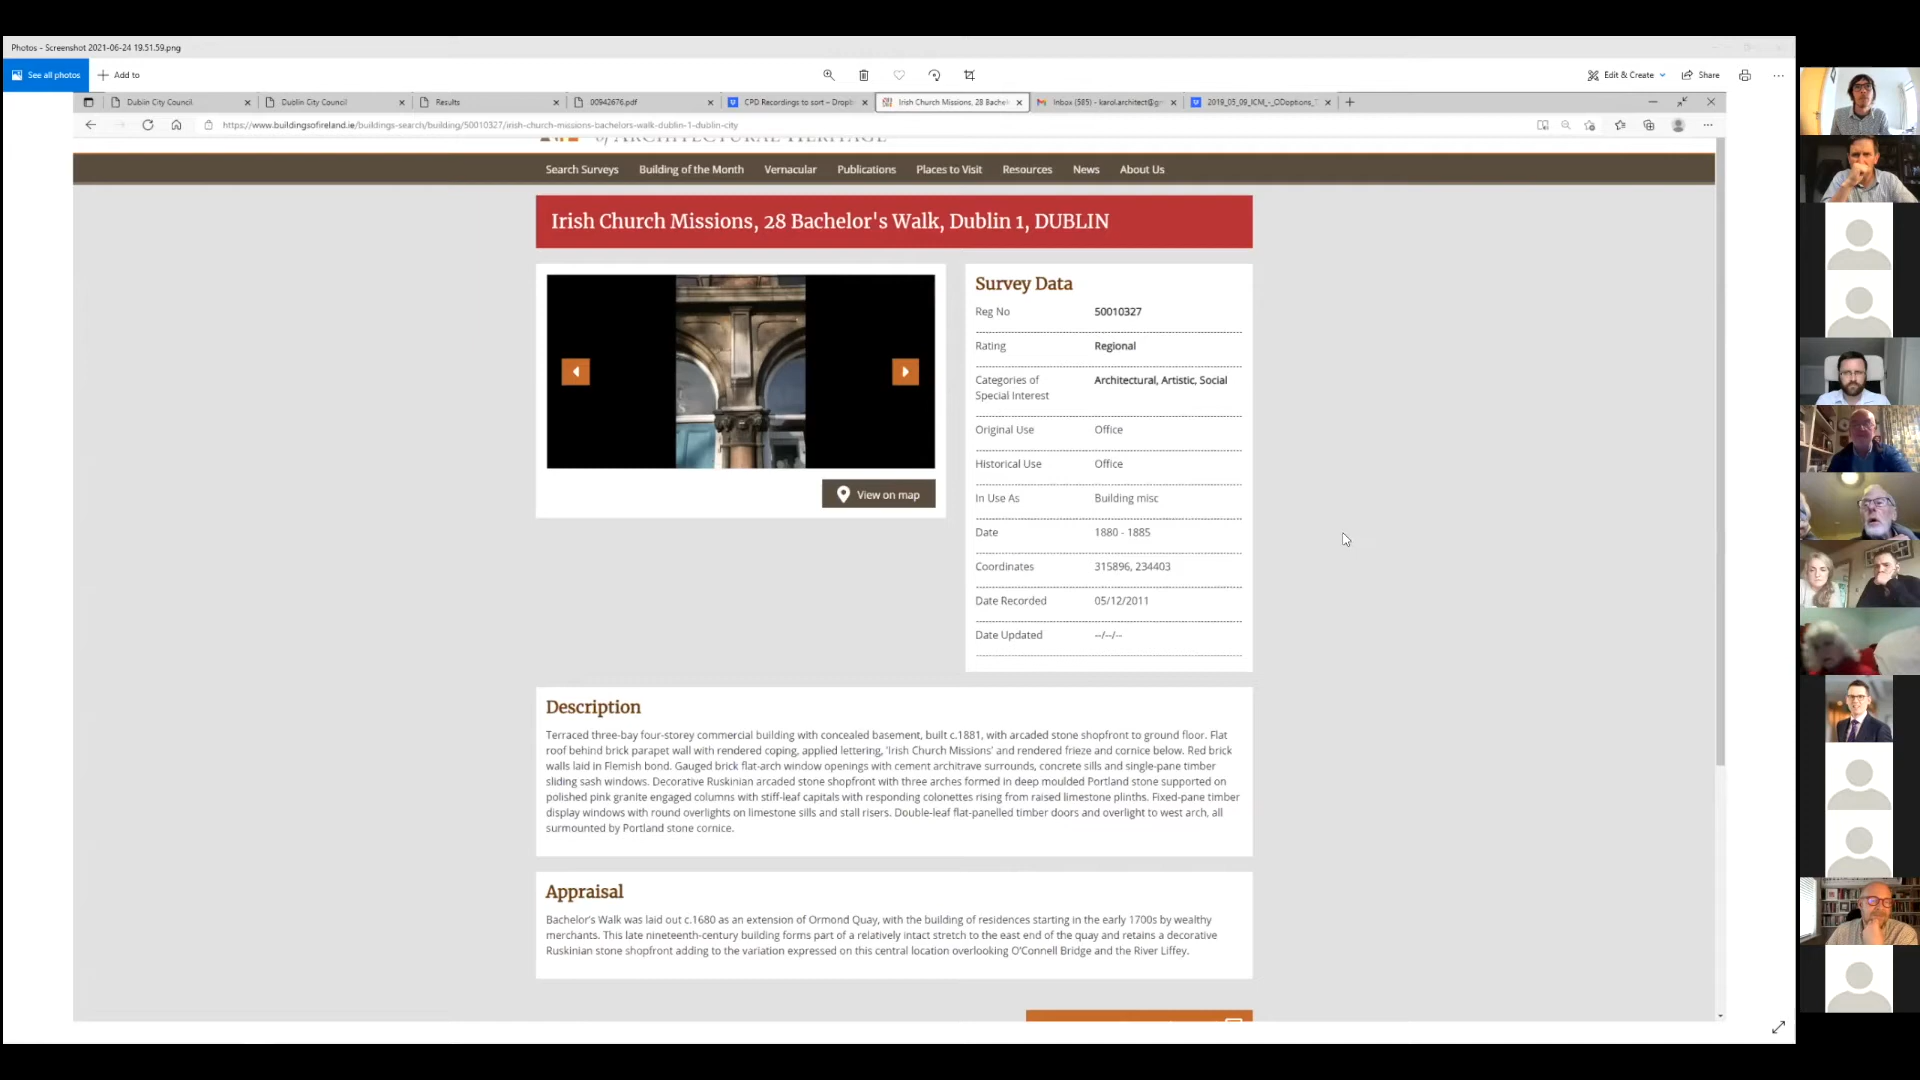 Photos - Screenshot 2021-06-24 19.51.59.png
See all photos
Add to
Edit & Create
Share
Dublin City Council
Dublin City Council
Results
00942676.pdf
CPD Recordings to sort – Dropb
Irish Church Missions, 28 Bachel
Inbox (585) - karol.architect@g
2019_05_09_ICM_-_ODoptions_
https://www.buildingsofireland.ie/buildings-search/building/50010327/irish-church-missions-bachelors-walk-dublin-1-dublin-city
of ARCHITECTURAL HERITAGE
Search Surveys
Building of the Month
Vernacular
Publications
Places to Visit
Resources
News
About Us
Irish Church Missions, 28 Bachelor's Walk, Dublin 1, DUBLIN
View on map
Survey Data
Reg No 50010327
Rating Regional
Categories of Special Interest Architectural, Artistic, Social
Original Use Office
Historical Use Office
In Use As Building misc
Date 1880 - 1885
Coordinates 315896, 234403
Date Recorded 05/12/2011
Date Updated --/--/--
Description
Terraced three-bay four-storey commercial building with concealed basement, built c.1881, with arcaded stone shopfront to ground floor. Flat
roof behind brick parapet wall with rendered coping, applied lettering, 'Irish Church Missions' and rendered frieze and cornice below. Red brick
walls laid in Flemish bond. Gauged brick flat-arch window openings with cement architrave surrounds, concrete sills and single-pane timber
sliding sash windows. Decorative Ruskinian arcaded stone shopfront with three arches formed in deep moulded Portland stone supported on
polished pink granite engaged columns with stiff-leaf capitals with responding colonettes rising from raised limestone plinths. Fixed-pane timber
display windows with round overlights on limestone sills and stall risers. Double-leaf flat-panelled timber doors and overlight to west arch, all
surmounted by Portland stone cornice.
Appraisal
Bachelor's Walk was laid out c.1680 as an extension of Ormond Quay, with the building of residences starting in the early 1700s by wealthy
merchants. This late nineteenth-century building forms part of a relatively intact stretch to the east end of the quay and retains a decorative
Ruskinian stone shopfront adding to the variation expressed on this central location overlooking O'Connell Bridge and the River Liffey.